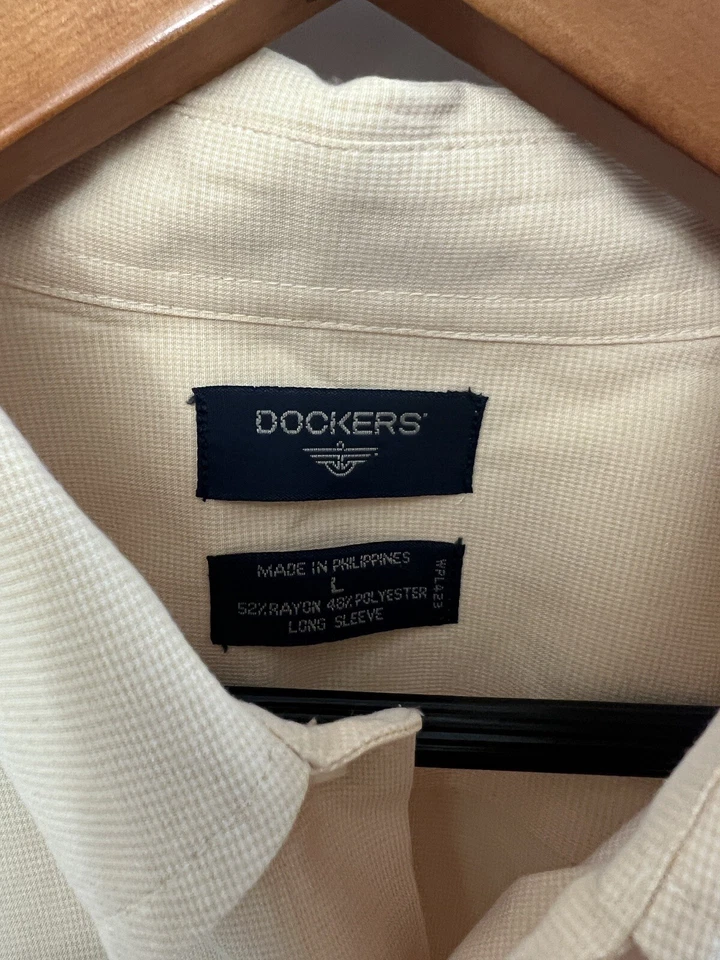 DOCKERS
MADE IN PHILIPPINES
L
52% RAYON 48% POLYESTER
LONG SLEEVE
WPL423